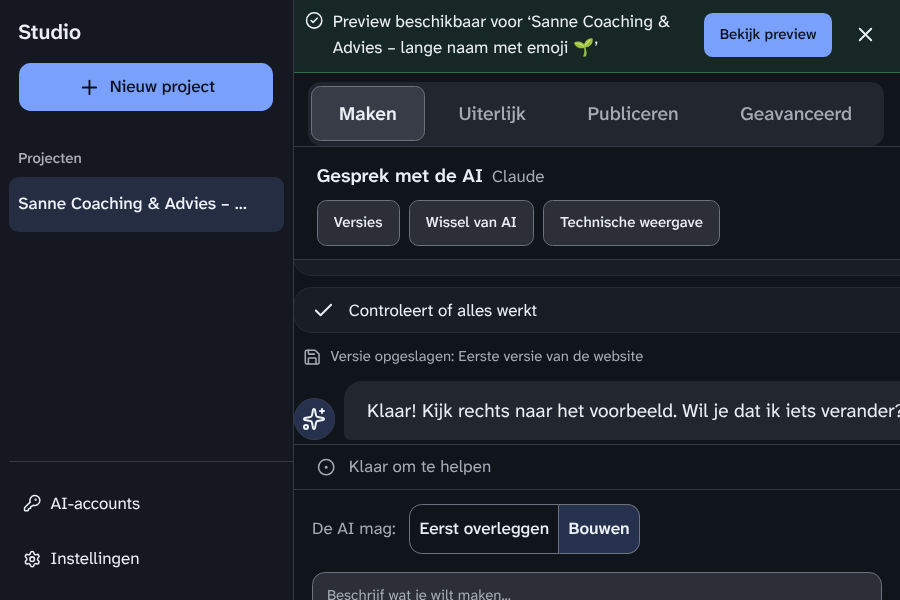 Studio
Nieuw project
Projecten
Sanne Coaching & Advies – ...
AI-accounts
Instellingen
Preview beschikbaar voor ‘Sanne Coaching &
Advies – lange naam met emoji 🌱’
Bekijk preview
Maken Uiterlijk Publiceren Geavanceerd
Gesprek met de AI Claude
Versies Wissel van AI Technische weergave
Controleert of alles werkt
Versie opgeslagen: Eerste versie van de website
Klaar! Kijk rechts naar het voorbeeld. Wil je dat ik iets verander?
Klaar om te helpen
De AI mag: Eerst overleggen Bouwen
Beschrijf wat je wilt maken...